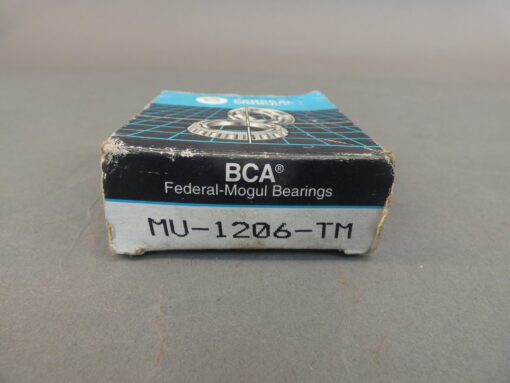 BCA®
Federal-Mogul Bearings
MU-1206-TM